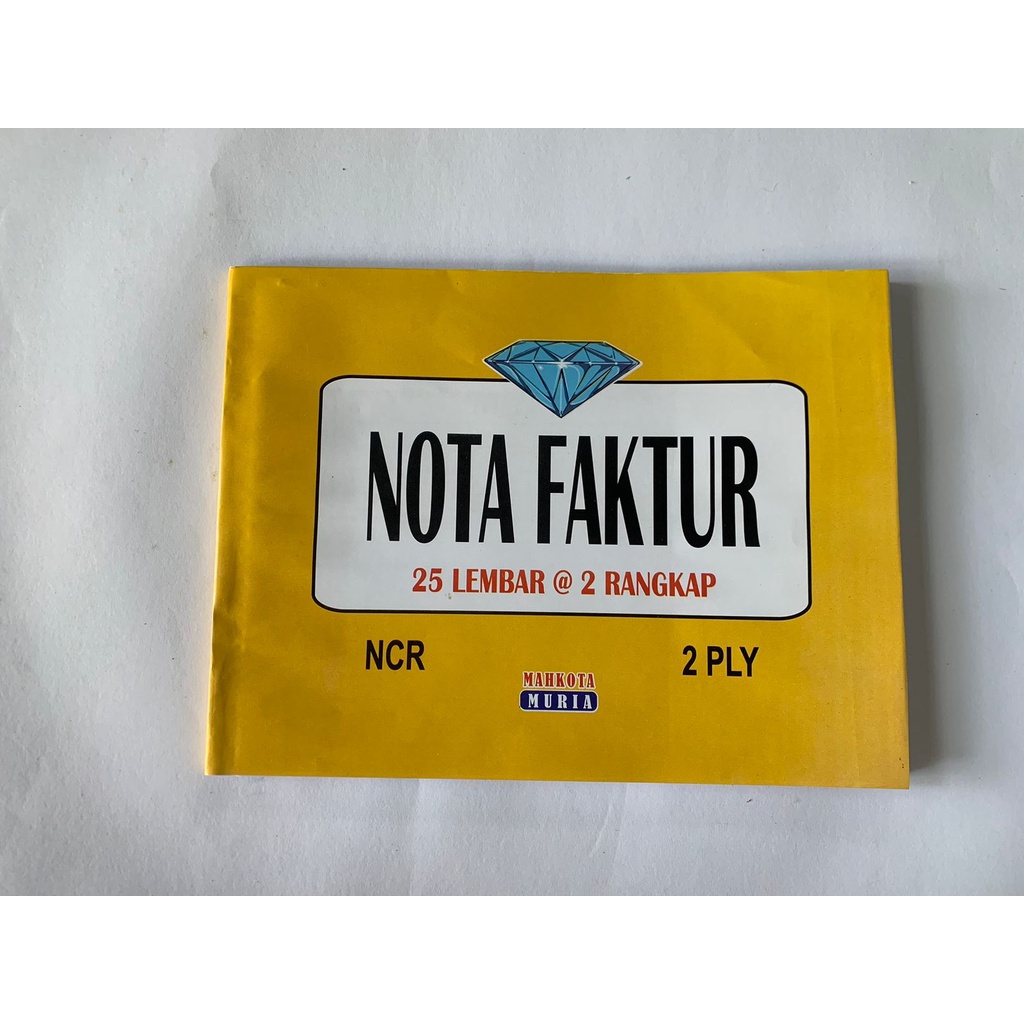 NOTA FAKTUR
25 LEMBAR @ 2 RANGKAP
NCR
2 PLY
MAHKOTA
MURIA